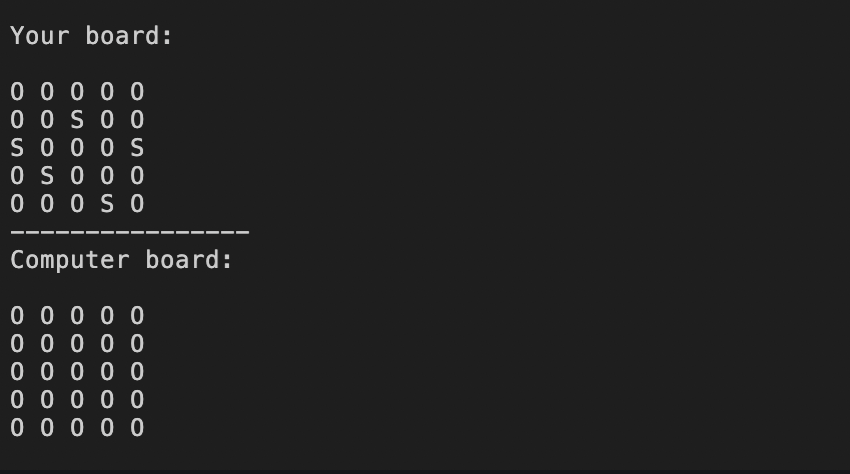 Your board:
O O O O O
O O S O O
S O O O S
O S O O O
O O O S O
----------------
Computer board:
O O O O O
O O O O O
O O O O O
O O O O O
O O O O O